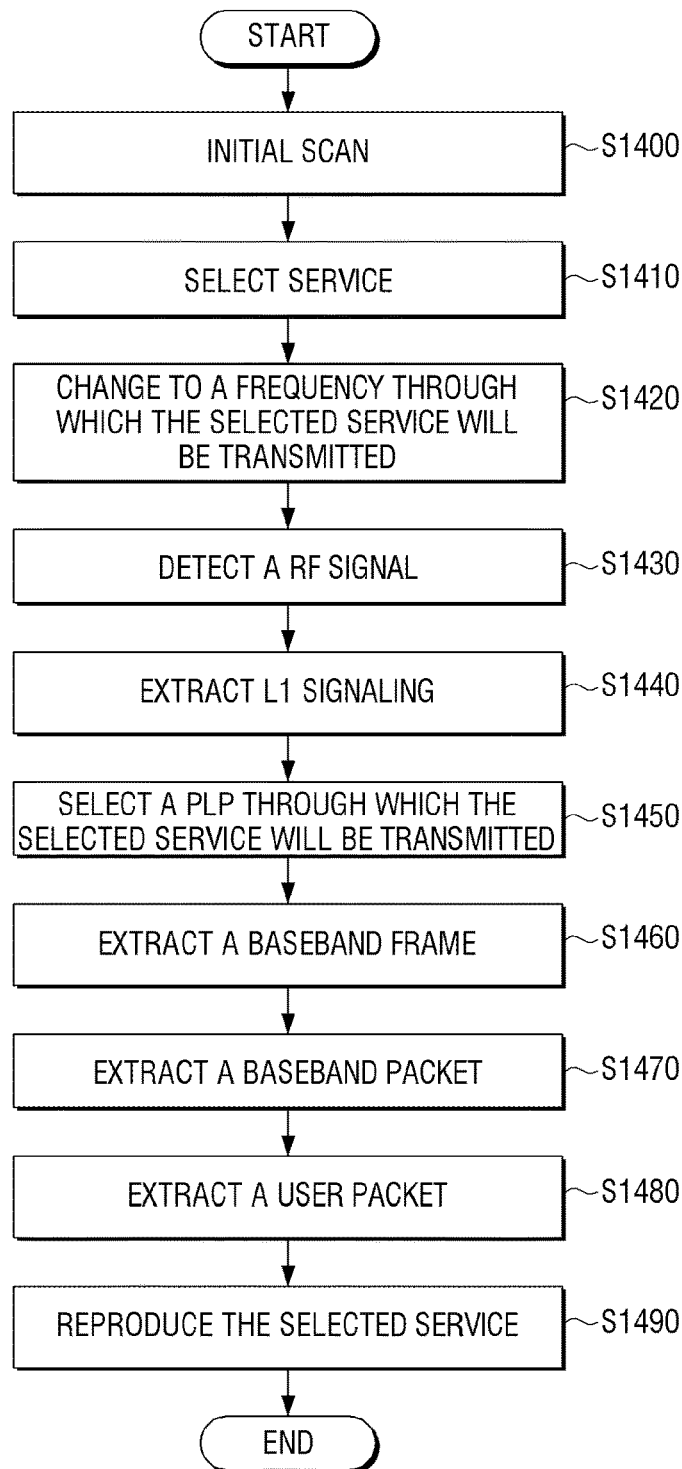 START
INITIAL SCAN
S1400
SELECT SERVICE
S1410
CHANGE TO A FREQUENCY THROUGH
WHICH THE SELECTED SERVICE WILL
BE TRANSMITTED
S1420
DETECT A RF SIGNAL
S1430
EXTRACT L1 SIGNALING
S1440
SELECT A PLP THROUGH WHICH THE
SELECTED SERVICE WILL BE TRANSMITTED
S1450
EXTRACT A BASEBAND FRAME
S1460
EXTRACT A BASEBAND PACKET
S1470
EXTRACT A USER PACKET
S1480
REPRODUCE THE SELECTED SERVICE
S1490
END